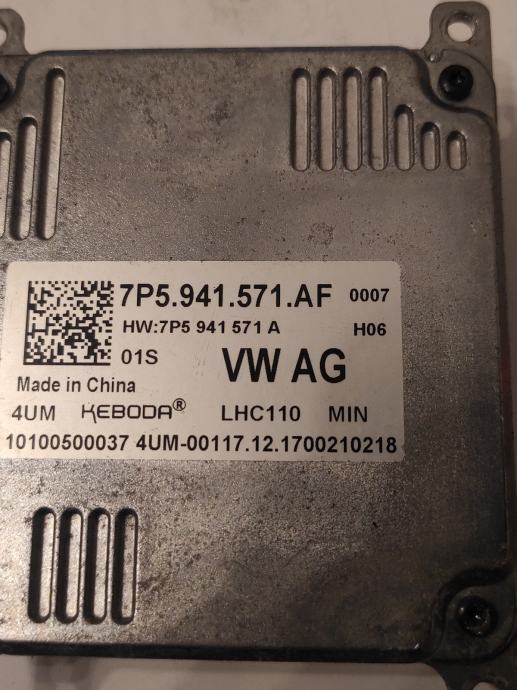 7P5.941.571.AF 0007
HW:7P5 941 571 A H06
01S VW AG
Made in China
4UM KEBODA® LHC110 MIN
10100500037 4UM-00117.12.1700210218